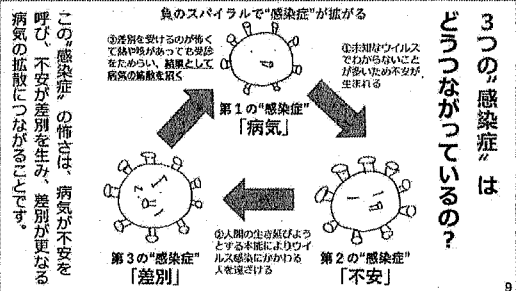 3つの〝感染症〟は
どうつながっているの？
負のスパイラルで“感染症”が拡がる
①未知なウイルス
でわからないこと
が多いため不安が
生まれる
③差別を受けるのが怖く
て熱や咳があっても受診
をためらい、結果として
病気の拡散を招く
第1の“感染症”
「病気」
②人間の生き延びよう
とする本能によりウイ
ルス感染にかかわる
人を遠ざける
第2の“感染症”
「不安」
第3の“感染症”
「差別」
この〝感染症〟の怖さは、病気が不安を
呼び、不安が差別を生み、差別が更なる
病気の拡散につながることです。
9